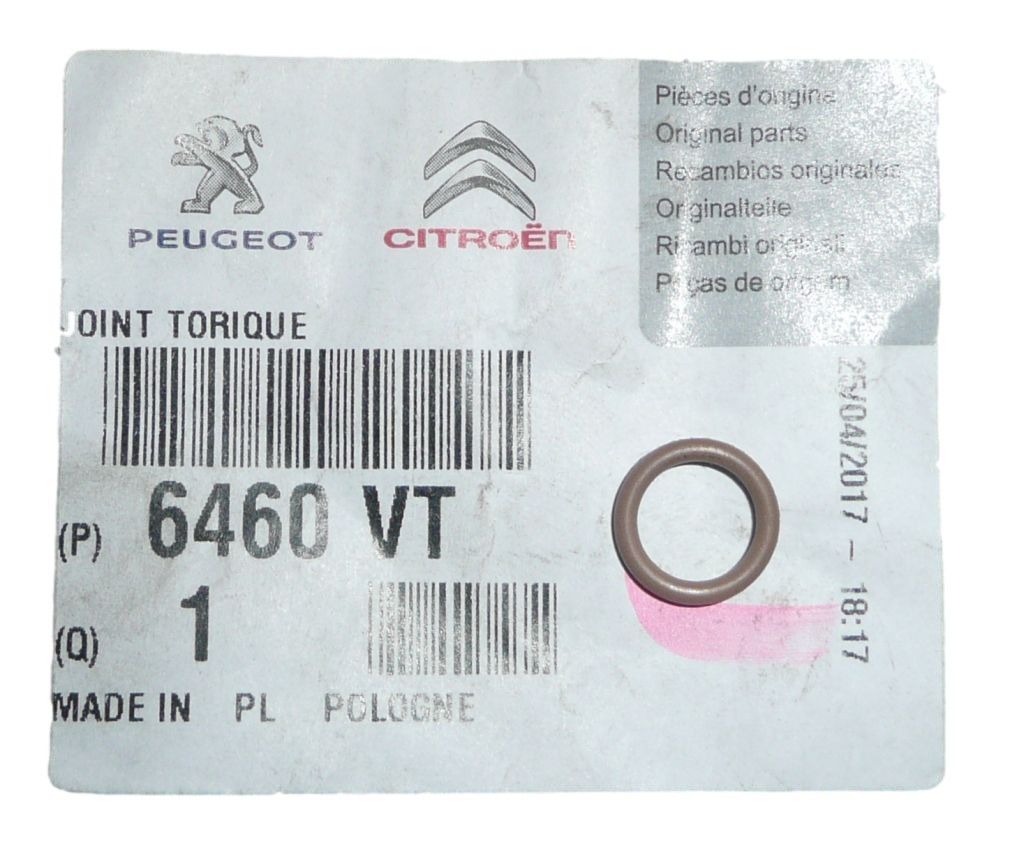 PEUGEOT
CITROËN
Pièces d'origine
Original parts
Recambios originales
Originalteile
Ricambi originali
Peças de origem
JOINT TORIQUE
(P) 6460 VT
(Q) 1
MADE IN PL POLOGNE
25/04/2017 - 18:17